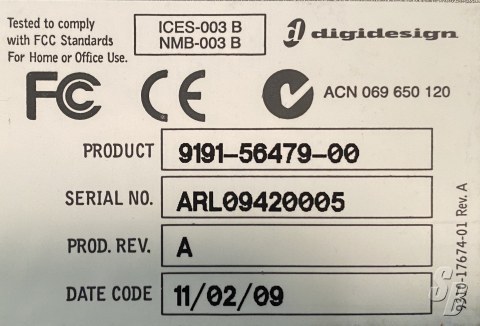 Tested to comply
with FCC Standards
For Home or Office Use.
ICES-003 B
NMB-003 B
digidesign
FC CE
ACN 069 650 120
PRODUCT 9191-56479-00
SERIAL NO. ARL09420005
PROD. REV. A
DATE CODE 11/02/09
9310-17674-01 Rev. A